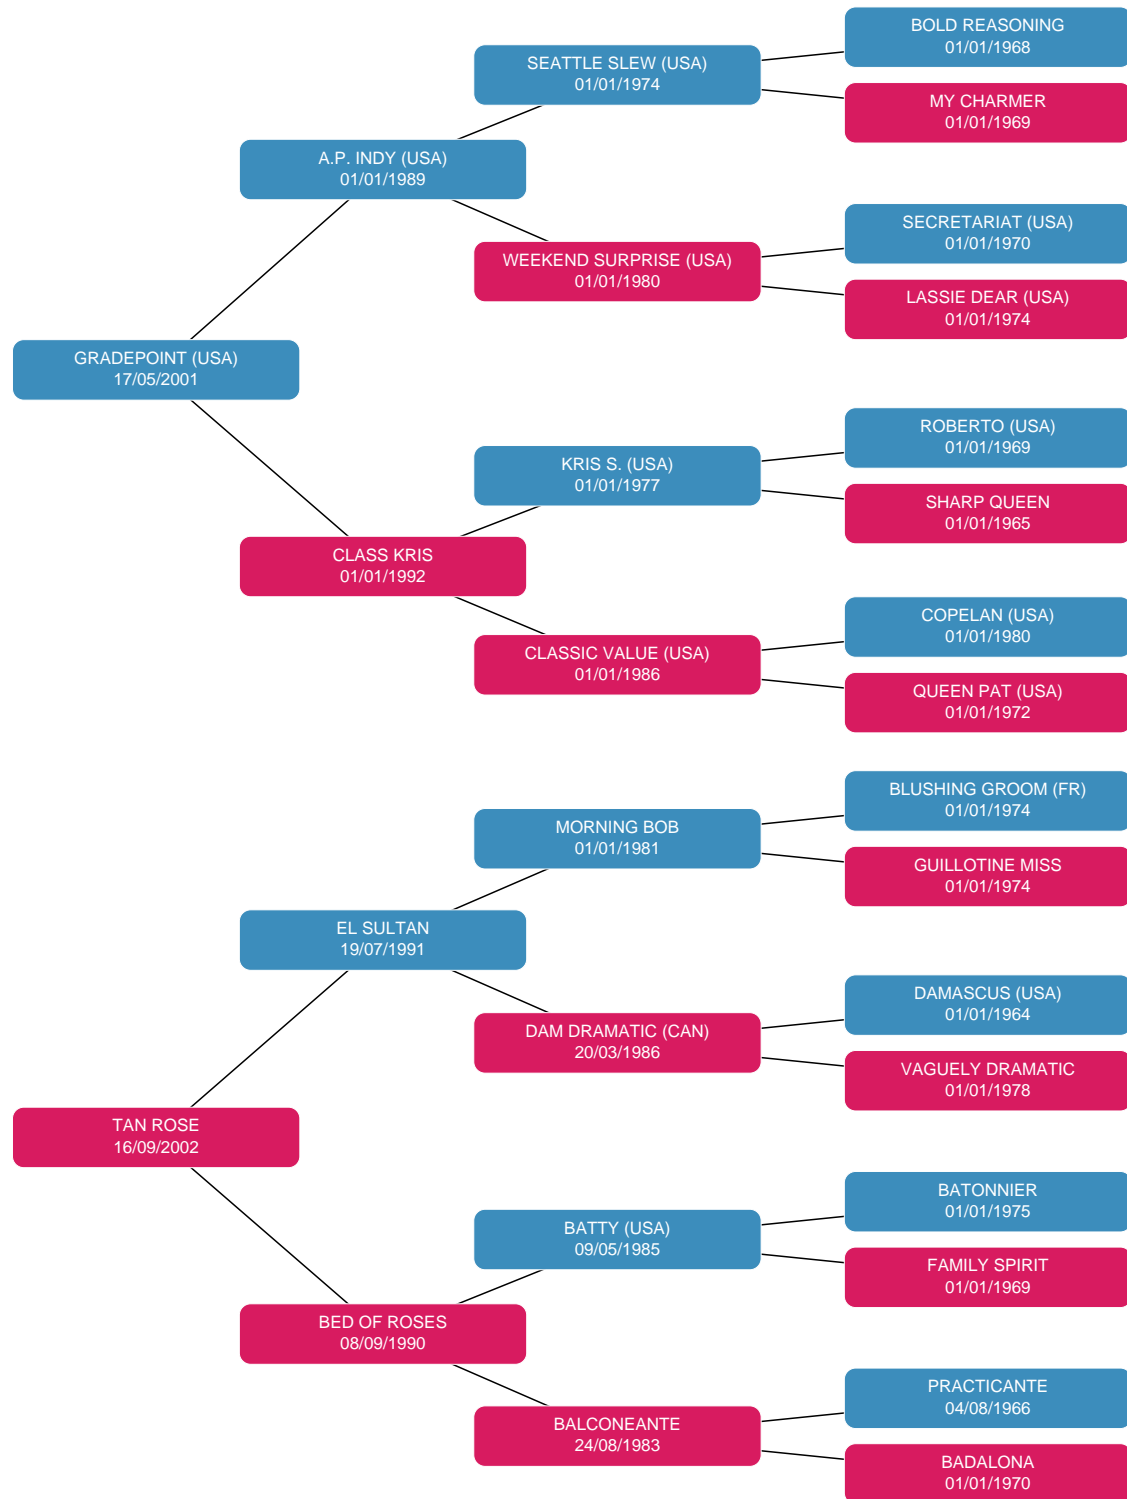 BOLD REASONING
01/01/1968
SEATTLE SLEW (USA)
01/01/1974
MY CHARMER
01/01/1969
A.P. INDY (USA)
01/01/1989
SECRETARIAT (USA)
01/01/1970
WEEKEND SURPRISE (USA)
01/01/1980
LASSIE DEAR (USA)
01/01/1974
GRADEPOINT (USA)
17/05/2001
ROBERTO (USA)
01/01/1969
KRIS S. (USA)
01/01/1977
SHARP QUEEN
01/01/1965
CLASS KRIS
01/01/1992
COPELAN (USA)
01/01/1980
CLASSIC VALUE (USA)
01/01/1986
QUEEN PAT (USA)
01/01/1972
BLUSHING GROOM (FR)
01/01/1974
MORNING BOB
01/01/1981
GUILLOTINE MISS
01/01/1974
EL SULTAN
19/07/1991
DAMASCUS (USA)
01/01/1964
DAM DRAMATIC (CAN)
20/03/1986
VAGUELY DRAMATIC
01/01/1978
TAN ROSE
16/09/2002
BATONNIER
01/01/1975
BATTY (USA)
09/05/1985
FAMILY SPIRIT
01/01/1969
BED OF ROSES
08/09/1990
PRACTICANTE
04/08/1966
BALCONEANTE
24/08/1983
BADALONA
01/01/1970